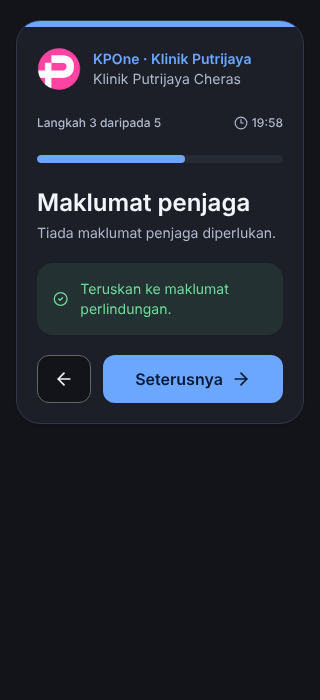 KPOne · Klinik Putrijaya
Klinik Putrijaya Cheras
Langkah 3 daripada 5
19:58
Maklumat penjaga
Tiada maklumat penjaga diperlukan.
Teruskan ke maklumat
perlindungan.
Seterusnya